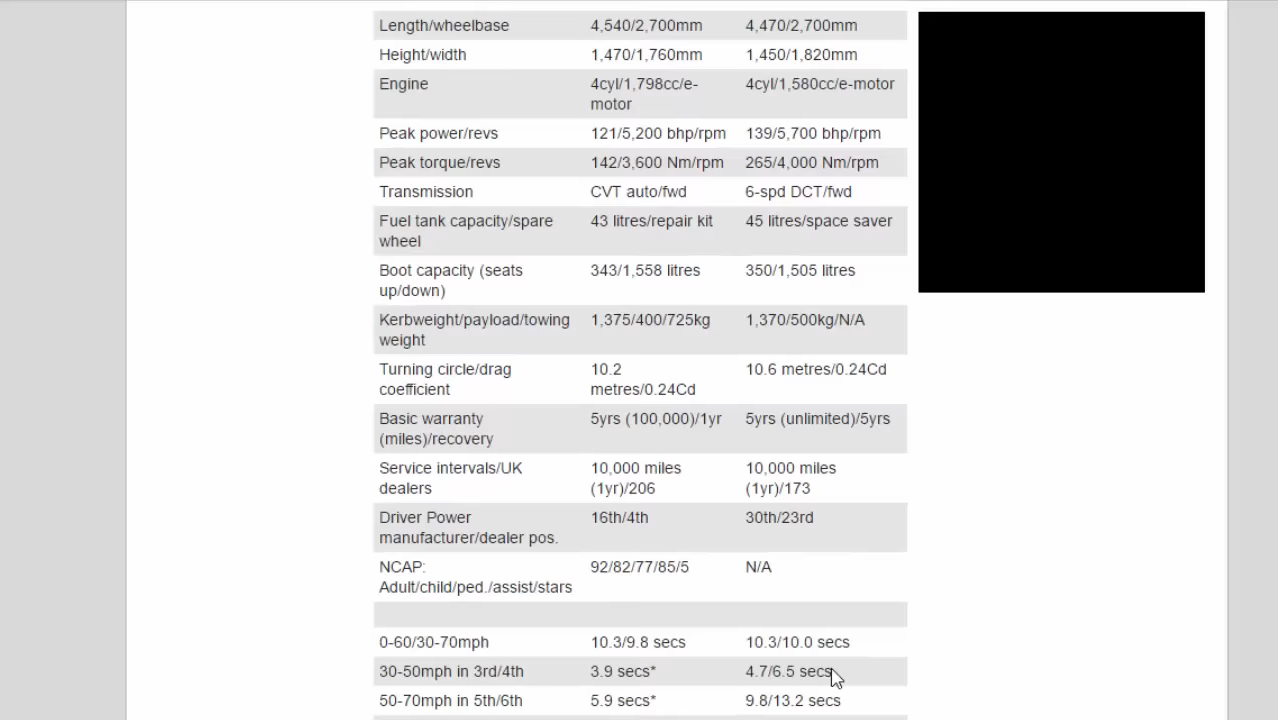 Length/wheelbase 4,540/2,700mm 4,470/2,700mm
Height/width 1,470/1,760mm 1,450/1,820mm
Engine 4cyl/1,798cc/e- 4cyl/1,580cc/e-motor
motor
Peak power/revs 121/5,200 bhp/rpm 139/5,700 bhp/rpm
Peak torque/revs 142/3,600 Nm/rpm 265/4,000 Nm/rpm
Transmission CVT auto/fwd 6-spd DCT/fwd
Fuel tank capacity/spare 43 litres/repair kit 45 litres/space saver
wheel
Boot capacity (seats 343/1,558 litres 350/1,505 litres
up/down)
Kerbweight/payload/towing 1,375/400/725kg 1,370/500kg/N/A
weight
Turning circle/drag 10.2 10.6 metres/0.24Cd
coefficient metres/0.24Cd
Basic warranty 5yrs (100,000)/1yr 5yrs (unlimited)/5yrs
(miles)/recovery
Service intervals/UK 10,000 miles 10,000 miles
dealers (1yr)/206 (1yr)/173
Driver Power 16th/4th 30th/23rd
manufacturer/dealer pos.
NCAP: 92/82/77/85/5 N/A
Adult/child/ped./assist/stars
0-60/30-70mph 10.3/9.8 secs 10.3/10.0 secs
30-50mph in 3rd/4th 3.9 secs* 4.7/6.5 secs
50-70mph in 5th/6th 5.9 secs* 9.8/13.2 secs